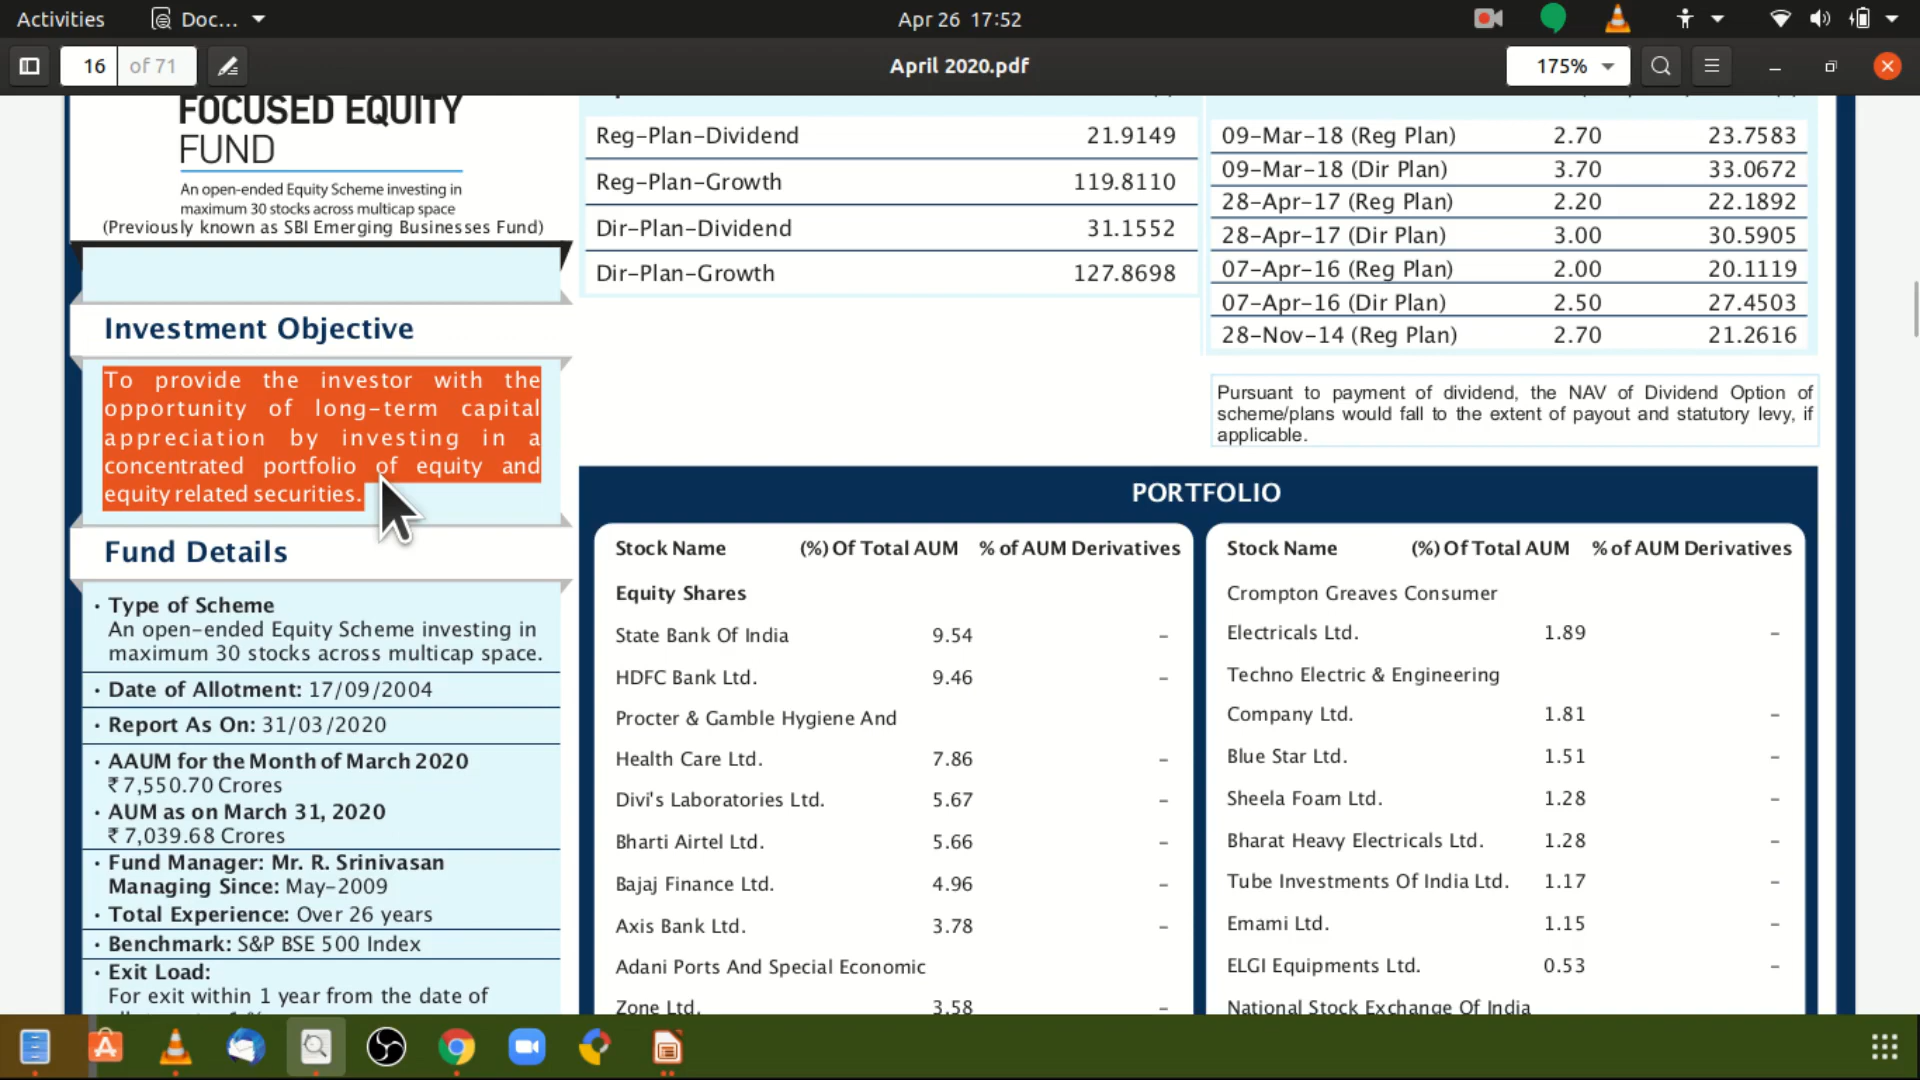 Activities
Doc...
Apr 26 17:52
16
of 71
April 2020.pdf
175%
FOCUSED EQUITY
FUND
An open-ended Equity Scheme investing in
maximum 30 stocks across multicap space
(Previously known as SBI Emerging Businesses Fund)
Investment Objective
To provide the investor with the
opportunity of long-term capital
appreciation by investing in a
concentrated portfolio of equity and
equity related securities.
Fund Details
· Type of Scheme
An open-ended Equity Scheme investing in
maximum 30 stocks across multicap space.
· Date of Allotment: 17/09/2004
· Report As On: 31/03/2020
· AAUM for the Month of March 2020
₹ 7,550.70 Crores
· AUM as on March 31, 2020
₹ 7,039.68 Crores
· Fund Manager: Mr. R. Srinivasan
Managing Since: May-2009
· Total Experience: Over 26 years
· Benchmark: S&P BSE 500 Index
· Exit Load:
For exit within 1 year from the date of
Reg-Plan-Dividend 21.9149
Reg-Plan-Growth 119.8110
Dir-Plan-Dividend 31.1552
Dir-Plan-Growth 127.8698
09-Mar-18 (Reg Plan) 2.70 23.7583
09-Mar-18 (Dir Plan) 3.70 33.0672
28-Apr-17 (Reg Plan) 2.20 22.1892
28-Apr-17 (Dir Plan) 3.00 30.5905
07-Apr-16 (Reg Plan) 2.00 20.1119
07-Apr-16 (Dir Plan) 2.50 27.4503
28-Nov-14 (Reg Plan) 2.70 21.2616
Pursuant to payment of dividend, the NAV of Dividend Option of
scheme/plans would fall to the extent of payout and statutory levy, if
applicable.
PORTFOLIO
Stock Name (%) Of Total AUM % of AUM Derivatives
Equity Shares
State Bank Of India 9.54 –
HDFC Bank Ltd. 9.46 –
Procter & Gamble Hygiene And
Health Care Ltd. 7.86 –
Divi's Laboratories Ltd. 5.67 –
Bharti Airtel Ltd. 5.66 –
Bajaj Finance Ltd. 4.96 –
Axis Bank Ltd. 3.78 –
Adani Ports And Special Economic
Zone Ltd. 3.58 –
Stock Name (%) Of Total AUM % of AUM Derivatives
Crompton Greaves Consumer
Electricals Ltd. 1.89 –
Techno Electric & Engineering
Company Ltd. 1.81 –
Blue Star Ltd. 1.51 –
Sheela Foam Ltd. 1.28 –
Bharat Heavy Electricals Ltd. 1.28 –
Tube Investments Of India Ltd. 1.17 –
Emami Ltd. 1.15 –
ELGI Equipments Ltd. 0.53 –
National Stock Exchange Of India